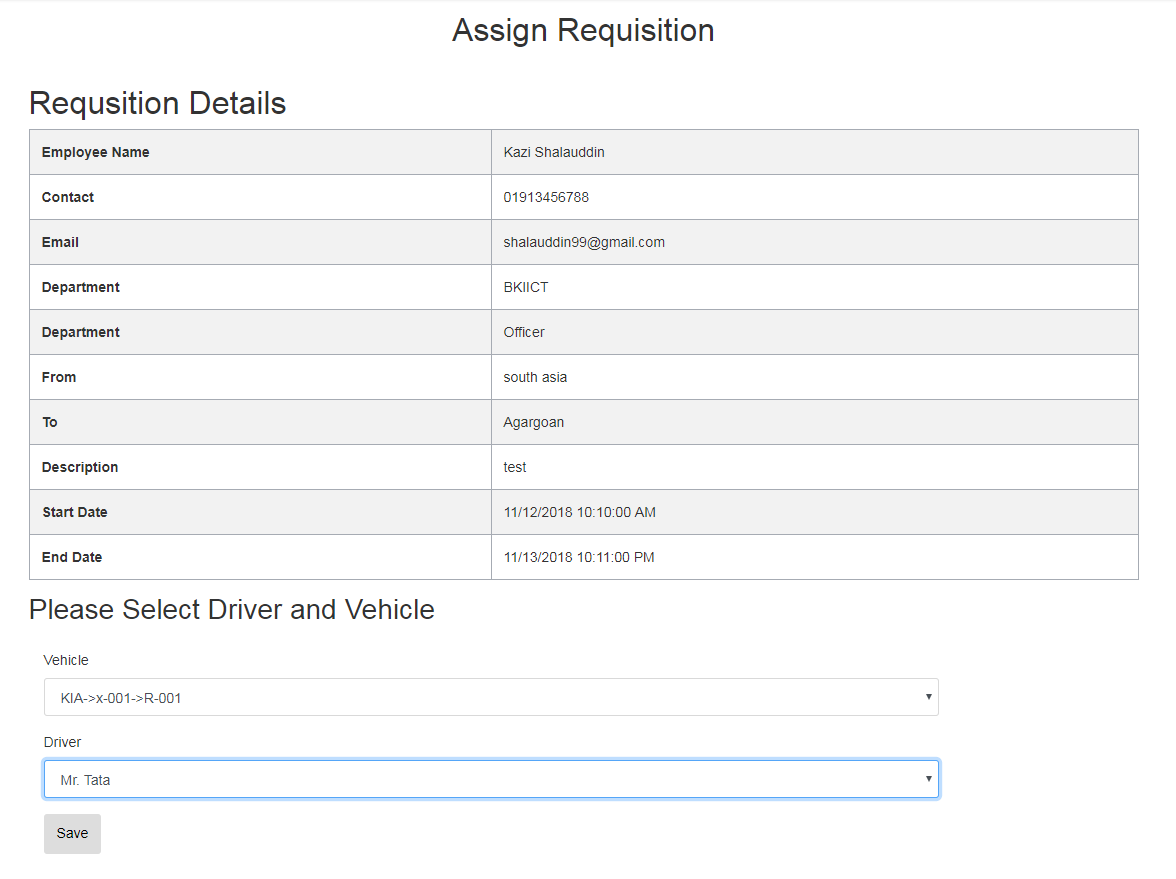 Assign Requisition
Requsition Details
Employee Name Kazi Shalauddin
Contact 01913456788
Email shalauddin99@gmail.com
Department BKIICT
Department Officer
From south asia
To Agargoan
Description test
Start Date 11/12/2018 10:10:00 AM
End Date 11/13/2018 10:11:00 PM
Please Select Driver and Vehicle
Vehicle
KIA->x-001->R-001
Driver
Mr. Tata
Save